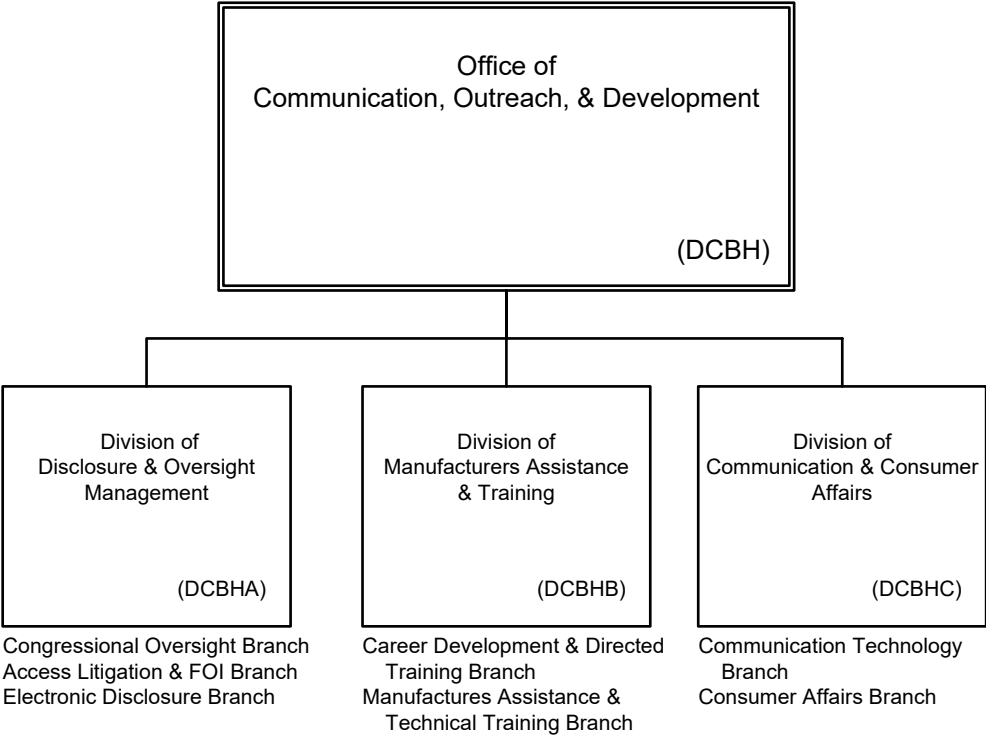 Office of
Communication, Outreach, & Development
(DCBH)
Division of
Disclosure & Oversight
Management
(DCBHA)
Congressional Oversight Branch
Access Litigation & FOI Branch
Electronic Disclosure Branch
Division of
Manufacturers Assistance
& Training
(DCBHB)
Career Development & Directed
Training Branch
Manufactures Assistance &
Technical Training Branch
Division of
Communication & Consumer
Affairs
(DCBHC)
Communication Technology
Branch
Consumer Affairs Branch